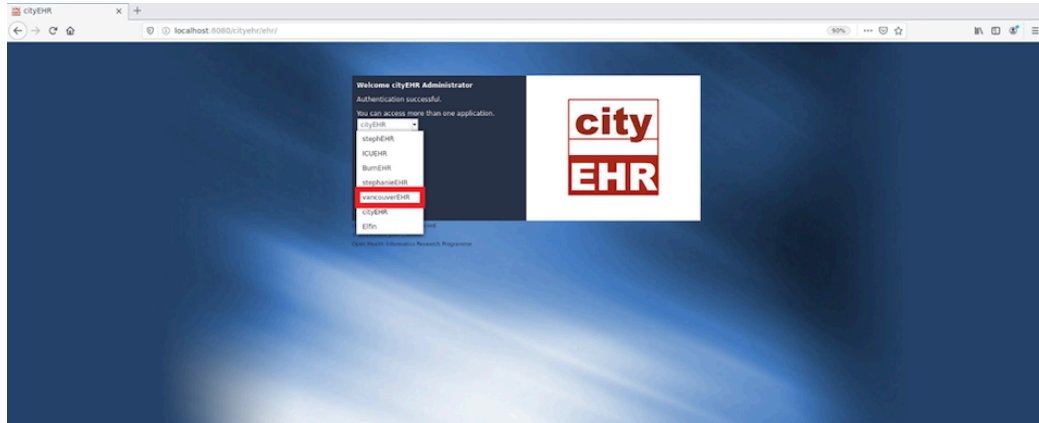 cityEHR
localhost:8080/cityehr/ehr/
90%
Welcome cityEHR Administrator
Authentication successful.
You can access more than one application.
cityEHR
stephEHR
ICUEHR
BurnEHR
stephanieEHR
vancouverEHR
cityEHR
Elfin
Open Health Informatics Research Programme
city
EHR